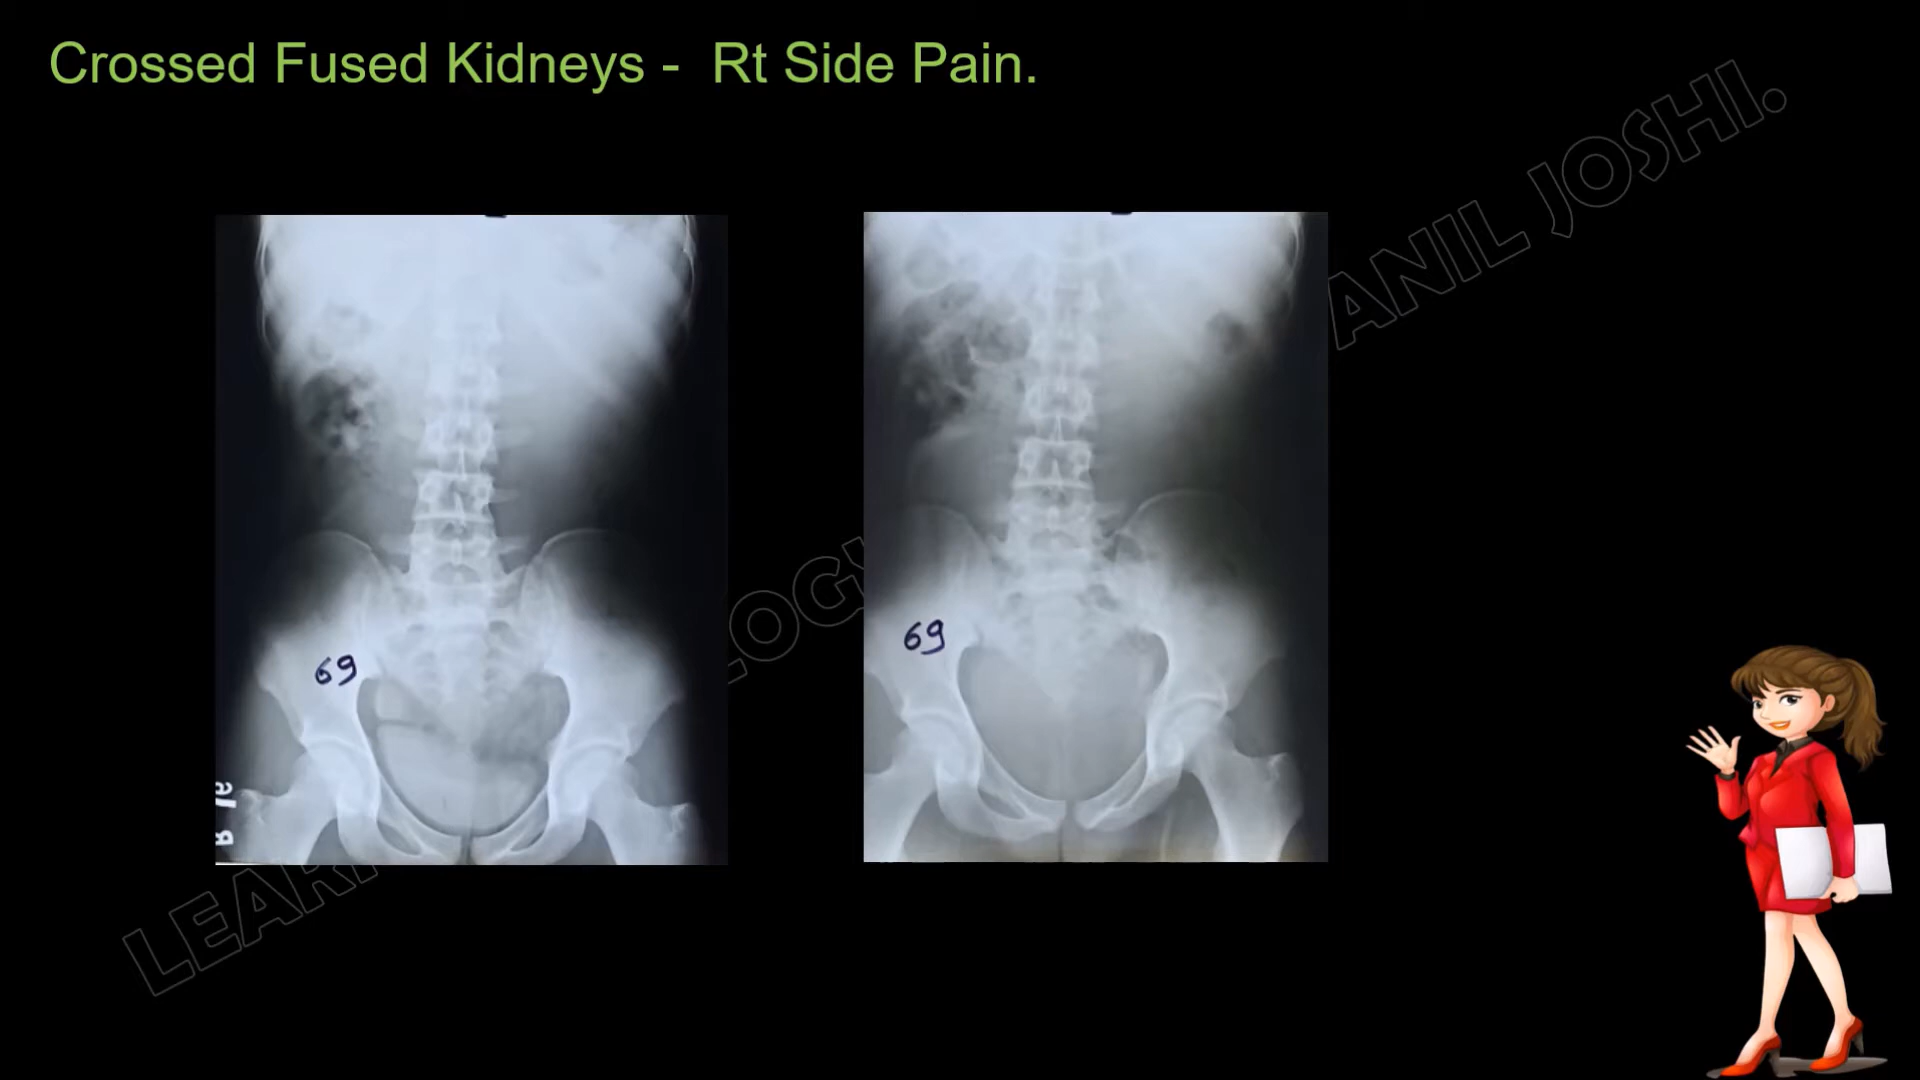 Crossed Fused Kidneys -  Rt Side Pain.
ANIL JOSHI.
69
69